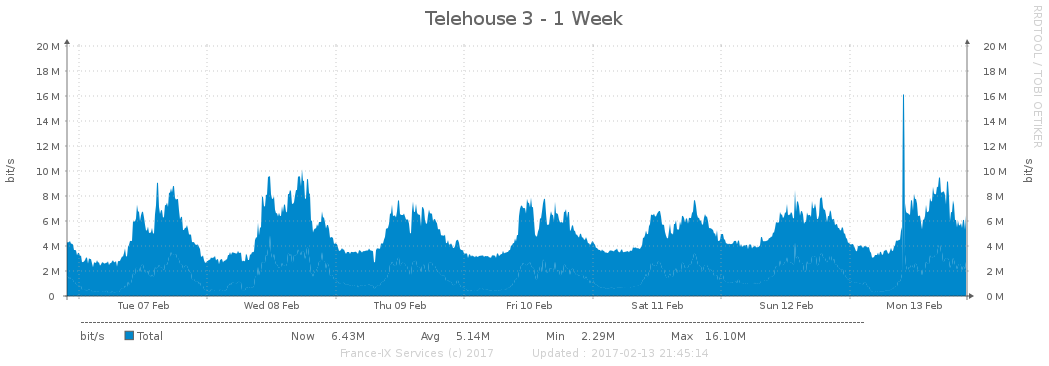 Telehouse 3 - 1 Week
RRDTOOL / TOBI OETIKER
bit/s
20 M 20 M
18 M 18 M
16 M 16 M
14 M 14 M
12 M 12 M
10 M 10 M
8 M 8 M
6 M 6 M
4 M 4 M
2 M 2 M
0 0 M
bit/s
Tue 07 Feb Wed 08 Feb Thu 09 Feb Fri 10 Feb Sat 11 Feb Sun 12 Feb Mon 13 Feb
bit/s Total Now 6.43M Avg 5.14M Min 2.29M Max 16.10M
France-IX Services (c) 2017 Updated : 2017-02-13 21:45:14